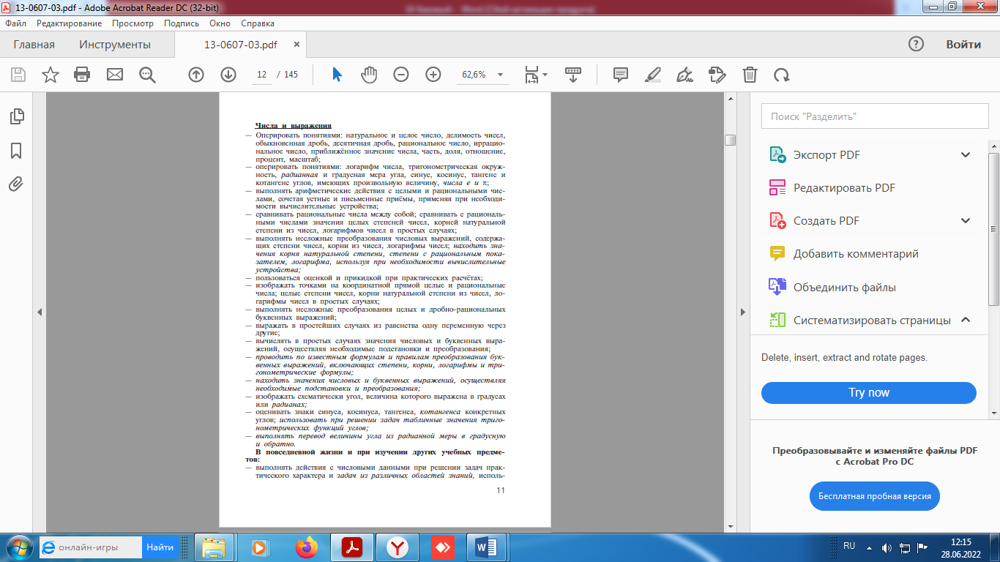 13-0607-03.pdf - Adobe Acrobat Reader DC (32-bit)
Файл Редактирование Просмотр Подпись Окно Справка
Главная Инструменты 13-0607-03.pdf × ? Войти
12 / 145 62,6%
Числа и выражения
— Оперировать понятиями: натуральное и целое число, делимость чисел,
обыкновенная дробь, десятичная дробь, рациональное число, иррацио-
нальное число, приближённое значение числа, часть, доля, отношение,
процент, масштаб;
— оперировать понятиями: логарифм числа, тригонометрическая окруж-
ность, радианная и градусная мера угла, синус, косинус, тангенс и
котангенс углов, имеющих произвольную величину, числа e и π;
— выполнять арифметические действия с целыми и рациональными чис-
лами, сочетая устные и письменные приёмы, применяя при необходи-
мости вычислительные устройства;
— сравнивать рациональные числа между собой; сравнивать с рациональ-
ными числами значения целых степеней чисел, корней натуральной
степени из чисел, логарифмов чисел в простых случаях;
— выполнять несложные преобразования числовых выражений, содержа-
щих степени чисел, корни из чисел, логарифмы чисел; находить зна-
чения корня натуральной степени, степени с рациональным пока-
зателем, логарифма, используя при необходимости вычислительные
устройства;
— пользоваться оценкой и прикидкой при практических расчётах;
— изображать точками на координатной прямой целые и рациональные
числа; целые степени чисел, корни натуральной степени из чисел, ло-
гарифмы чисел в простых случаях;
— выполнять несложные преобразования целых и дробно-рациональных
буквенных выражений;
— выражать в простейших случаях из равенства одну переменную через
другие;
— вычислять в простых случаях значения числовых и буквенных выра-
жений, осуществляя необходимые подстановки и преобразования;
— проводить по известным формулам и правилам преобразования бук-
венных выражений, включающих степени, корни, логарифмы и три-
гонометрические формулы;
— находить значения числовых и буквенных выражений, осуществляя
необходимые подстановки и преобразования;
— изображать схематически угол, величина которого выражена в градусах
или радианах;
— оценивать знаки синуса, косинуса, тангенса, котангенса конкретных
углов; использовать при решении задач табличные значения триго-
нометрических функций углов;
— выполнять перевод величины угла из радианной меры в градусную
и обратно.
В повседневной жизни и при изучении других учебных предме-
тов:
— выполнять действия с числовыми данными при решении задач прак-
тического характера и задач из различных областей знаний, исполь-
11
Поиск "Разделить"
Экспорт PDF
Редактировать PDF
Создать PDF
Добавить комментарий
Объединить файлы
Систематизировать страницы
Delete, insert, extract and rotate pages.
Try now
Преобразовывайте и изменяйте файлы PDF
с Acrobat Pro DC
Бесплатная пробная версия
онлайн-игры Найти
RU 12:15
28.06.2022